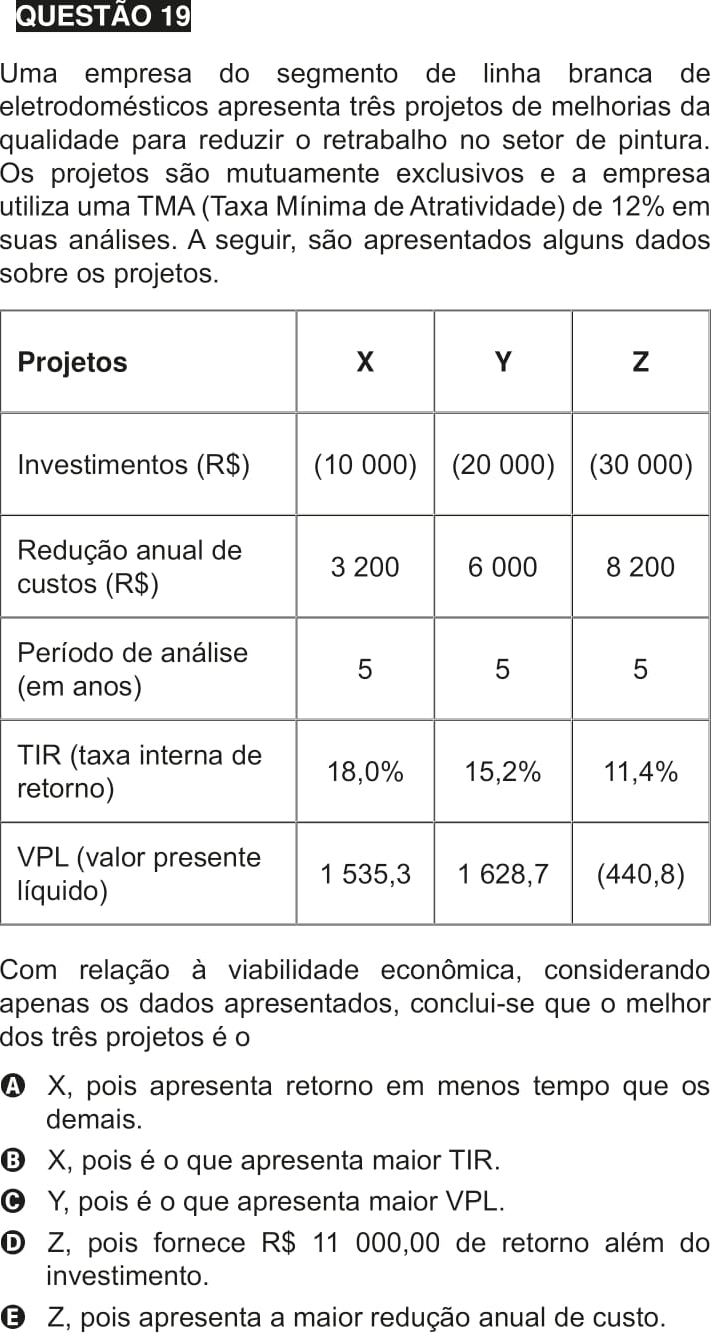 QUESTÃO 19
Uma empresa do segmento de linha branca de
eletrodomésticos apresenta três projetos de melhorias da
qualidade para reduzir o retrabalho no setor de pintura.
Os projetos são mutuamente exclusivos e a empresa
utiliza uma TMA (Taxa Mínima de Atratividade) de 12% em
suas análises. A seguir, são apresentados alguns dados
sobre os projetos.
Projetos X Y Z
Investimentos (R$) (10 000) (20 000) (30 000)
Redução anual de
custos (R$) 3 200 6 000 8 200
Período de análise
(em anos) 5 5 5
TIR (taxa interna de
retorno) 18,0% 15,2% 11,4%
VPL (valor presente
líquido) 1 535,3 1 628,7 (440,8)
Com relação à viabilidade econômica, considerando
apenas os dados apresentados, conclui-se que o melhor
dos três projetos é o
A X, pois apresenta retorno em menos tempo que os
demais.
B X, pois é o que apresenta maior TIR.
C Y, pois é o que apresenta maior VPL.
D Z, pois fornece R$ 11 000,00 de retorno além do
investimento.
E Z, pois apresenta a maior redução anual de custo.